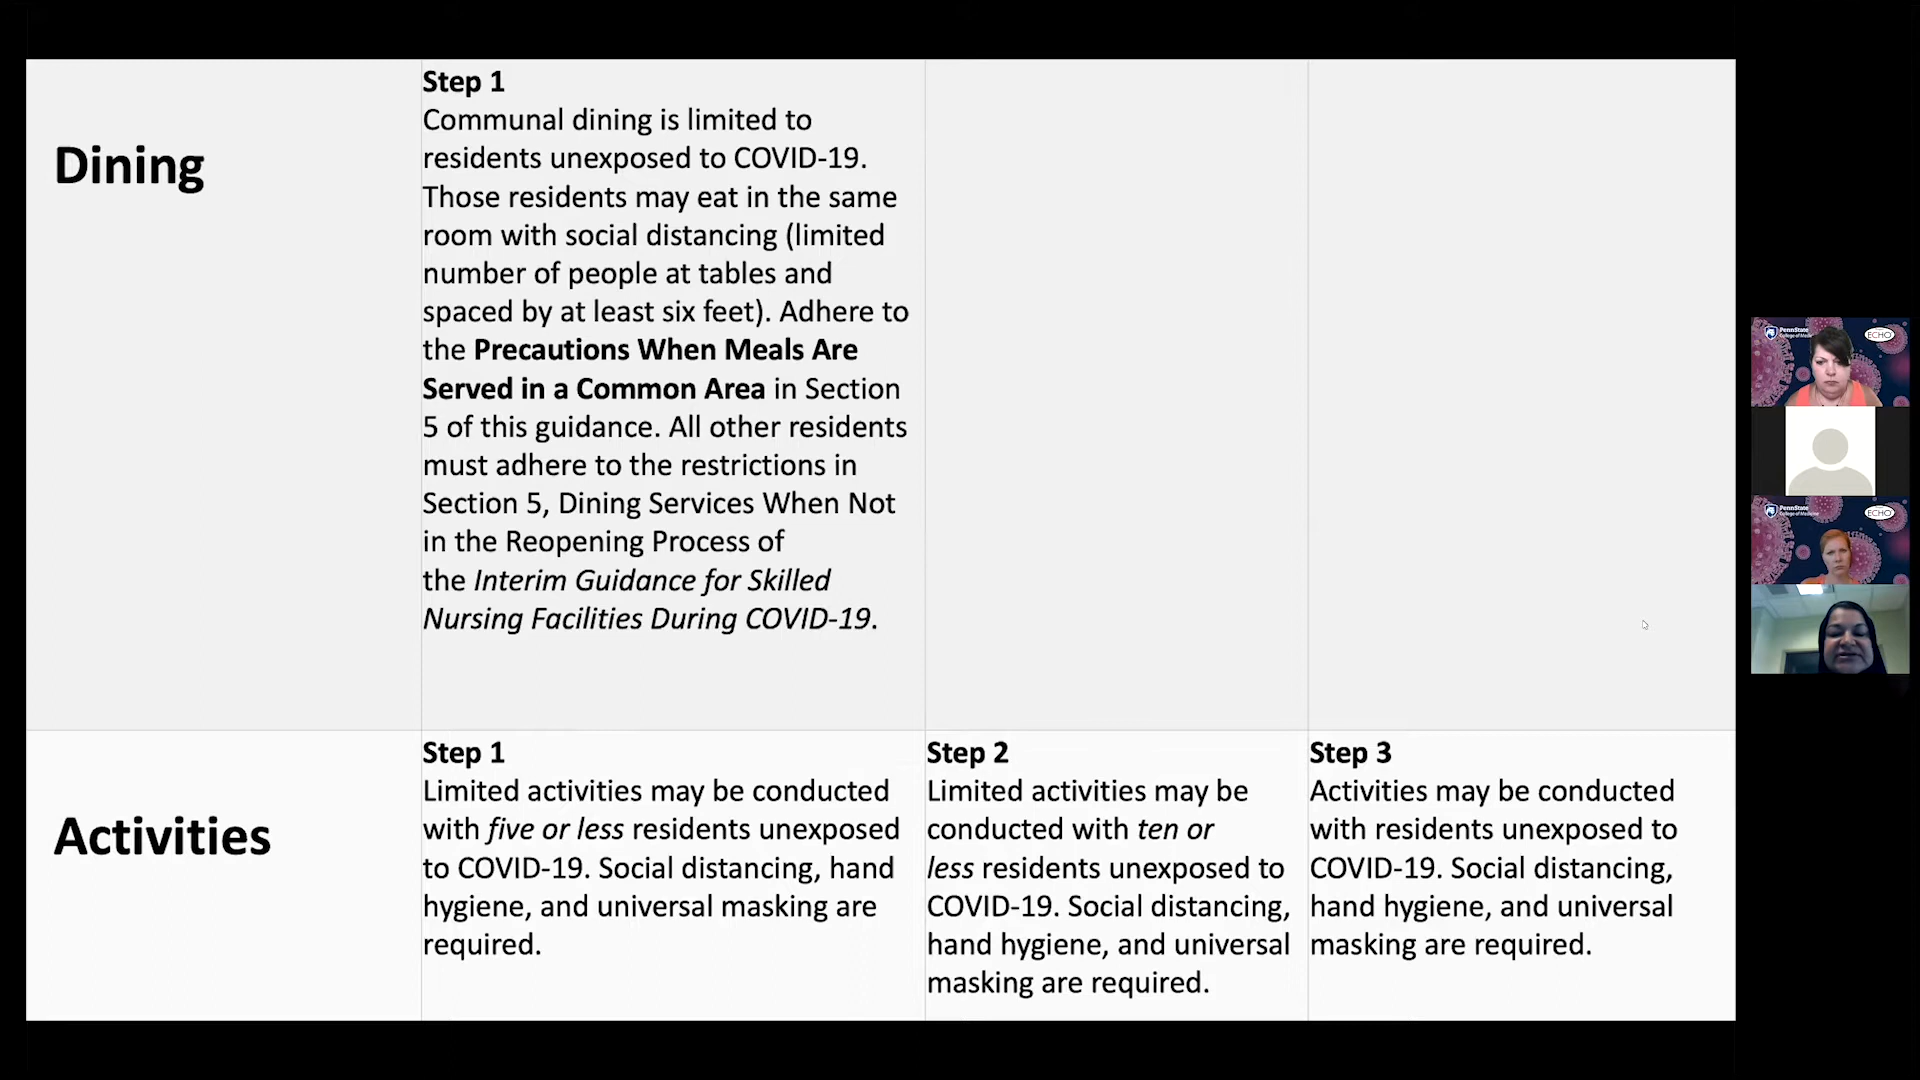 Dining
Step 1
Communal dining is limited to
residents unexposed to COVID-19.
Those residents may eat in the same
room with social distancing (limited
number of people at tables and
spaced by at least six feet). Adhere to
the Precautions When Meals Are
Served in a Common Area in Section
5 of this guidance. All other residents
must adhere to the restrictions in
Section 5, Dining Services When Not
in the Reopening Process of
the Interim Guidance for Skilled
Nursing Facilities During COVID-19.
Activities
Step 1
Limited activities may be conducted
with five or less residents unexposed
to COVID-19. Social distancing, hand
hygiene, and universal masking are
required.
Step 2
Limited activities may be
conducted with ten or
less residents unexposed to
COVID-19. Social distancing,
hand hygiene, and universal
masking are required.
Step 3
Activities may be conducted
with residents unexposed to
COVID-19. Social distancing,
hand hygiene, and universal
masking are required.
PennState
ECHO
PennState
College of Medicine
ECHO